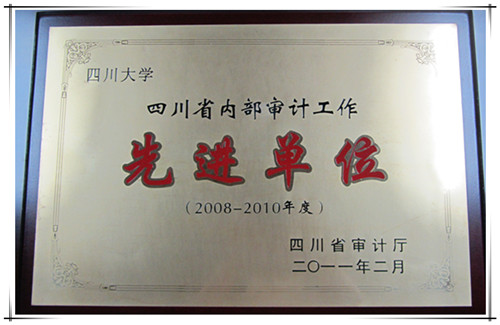 四川大学
四川省内部审计工作
先进单位
(2008-2010年度)
四川省审计厅
二〇一一年二月